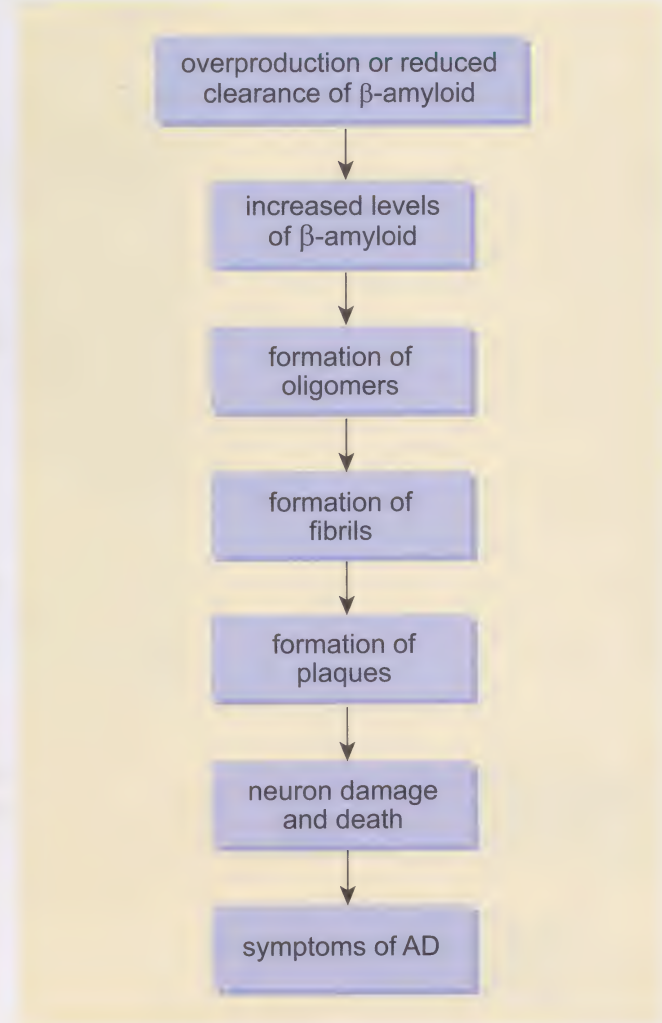 overproduction or reduced
clearance of β-amyloid
increased levels
of β-amyloid
formation of
oligomers
formation of
fibrils
formation of
plaques
neuron damage
and death
symptoms of AD